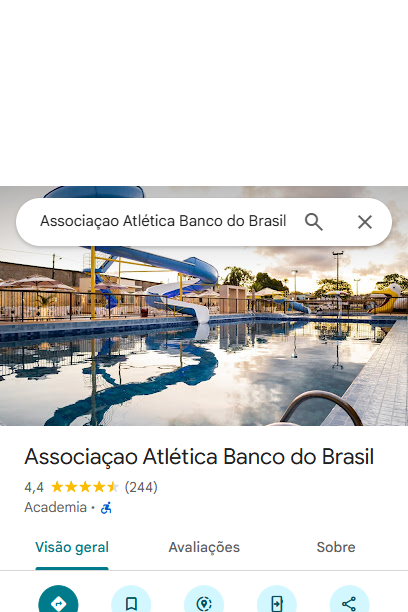 Associaçao Atlética Banco do Brasil
Associaçao Atlética Banco do Brasil
4,4 (244)
Academia ·
Visão geral Avaliações Sobre